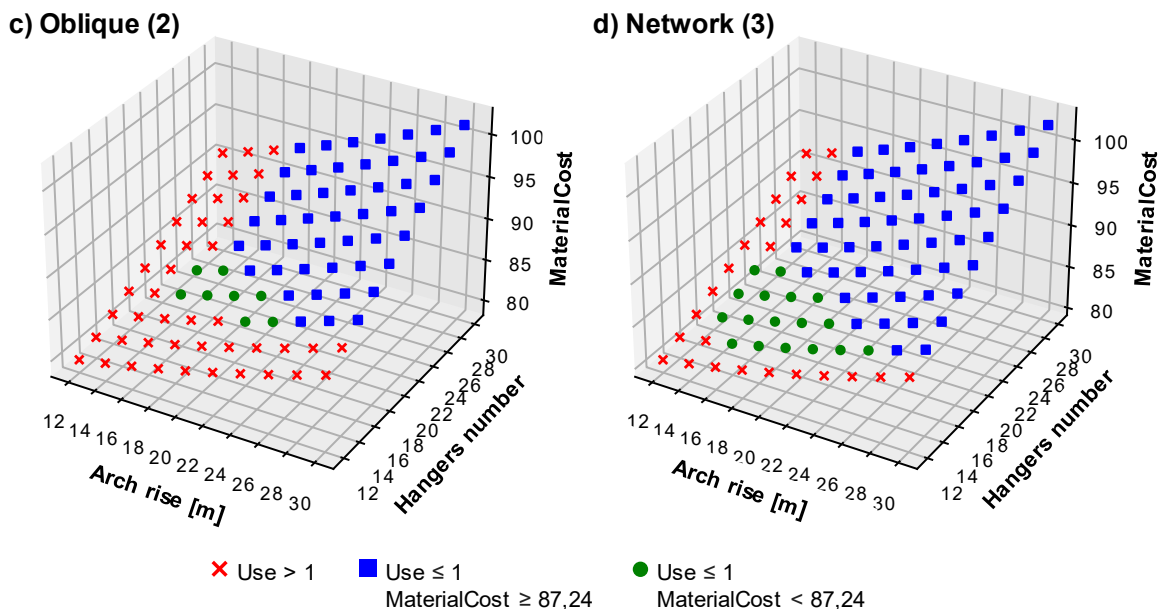 c) Oblique (2)
d) Network (3)
100
95
90
85
80
MaterialCost
12 14 16 18 20 22 24 26 28 30
Arch rise [m]
12 14 16 18 20 22 24 26 28 30
Hangers number
100
95
90
85
80
MaterialCost
12 14 16 18 20 22 24 26 28 30
Arch rise [m]
12 14 16 18 20 22 24 26 28 30
Hangers number
Use > 1
Use ≤ 1
MaterialCost ≥ 87,24
Use ≤ 1
MaterialCost < 87,24